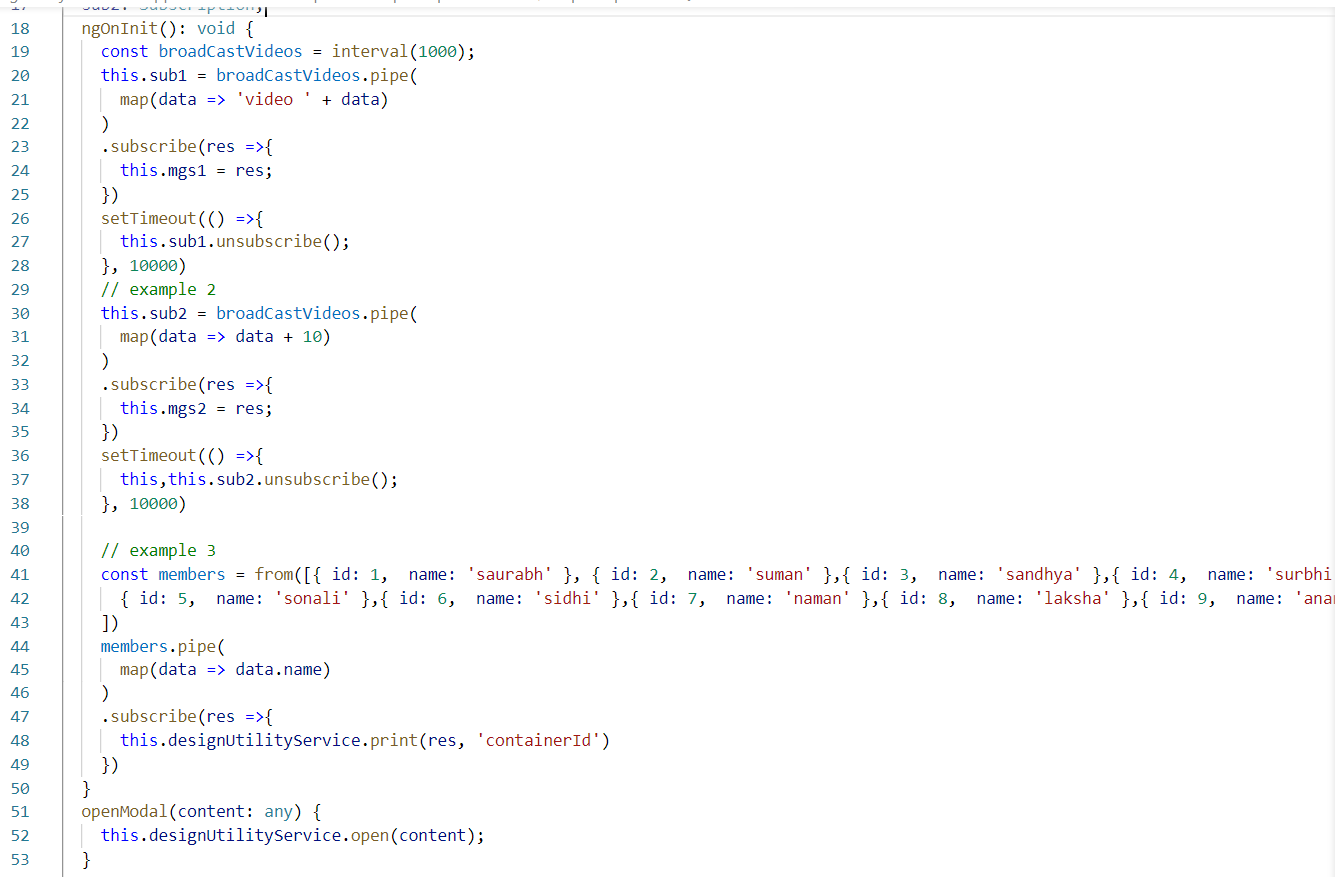 17 sub2: Subscription;
18 ngOnInit(): void {
19 const broadCastVideos = interval(1000);
20 this.sub1 = broadCastVideos.pipe(
21 map(data => 'video ' + data)
22 )
23 .subscribe(res =>{
24 this.mgs1 = res;
25 })
26 setTimeout(() =>{
27 this.sub1.unsubscribe();
28 }, 10000)
29 // example 2
30 this.sub2 = broadCastVideos.pipe(
31 map(data => data + 10)
32 )
33 .subscribe(res =>{
34 this.mgs2 = res;
35 })
36 setTimeout(() =>{
37 this,this.sub2.unsubscribe();
38 }, 10000)
39
40 // example 3
41 const members = from([{ id: 1, name: 'saurabh' }, { id: 2, name: 'suman' },{ id: 3, name: 'sandhya' },{ id: 4, name: 'surbhi
42 { id: 5, name: 'sonali' },{ id: 6, name: 'sidhi' },{ id: 7, name: 'naman' },{ id: 8, name: 'laksha' },{ id: 9, name:
43 ])
44 members.pipe(
45 map(data => data.name)
46 )
47 .subscribe(res =>{
48 this.designUtilityService.print(res, 'containerId')
49 })
50 }
51 openModal(content: any) {
52 this.designUtilityService.open(content);
53 }